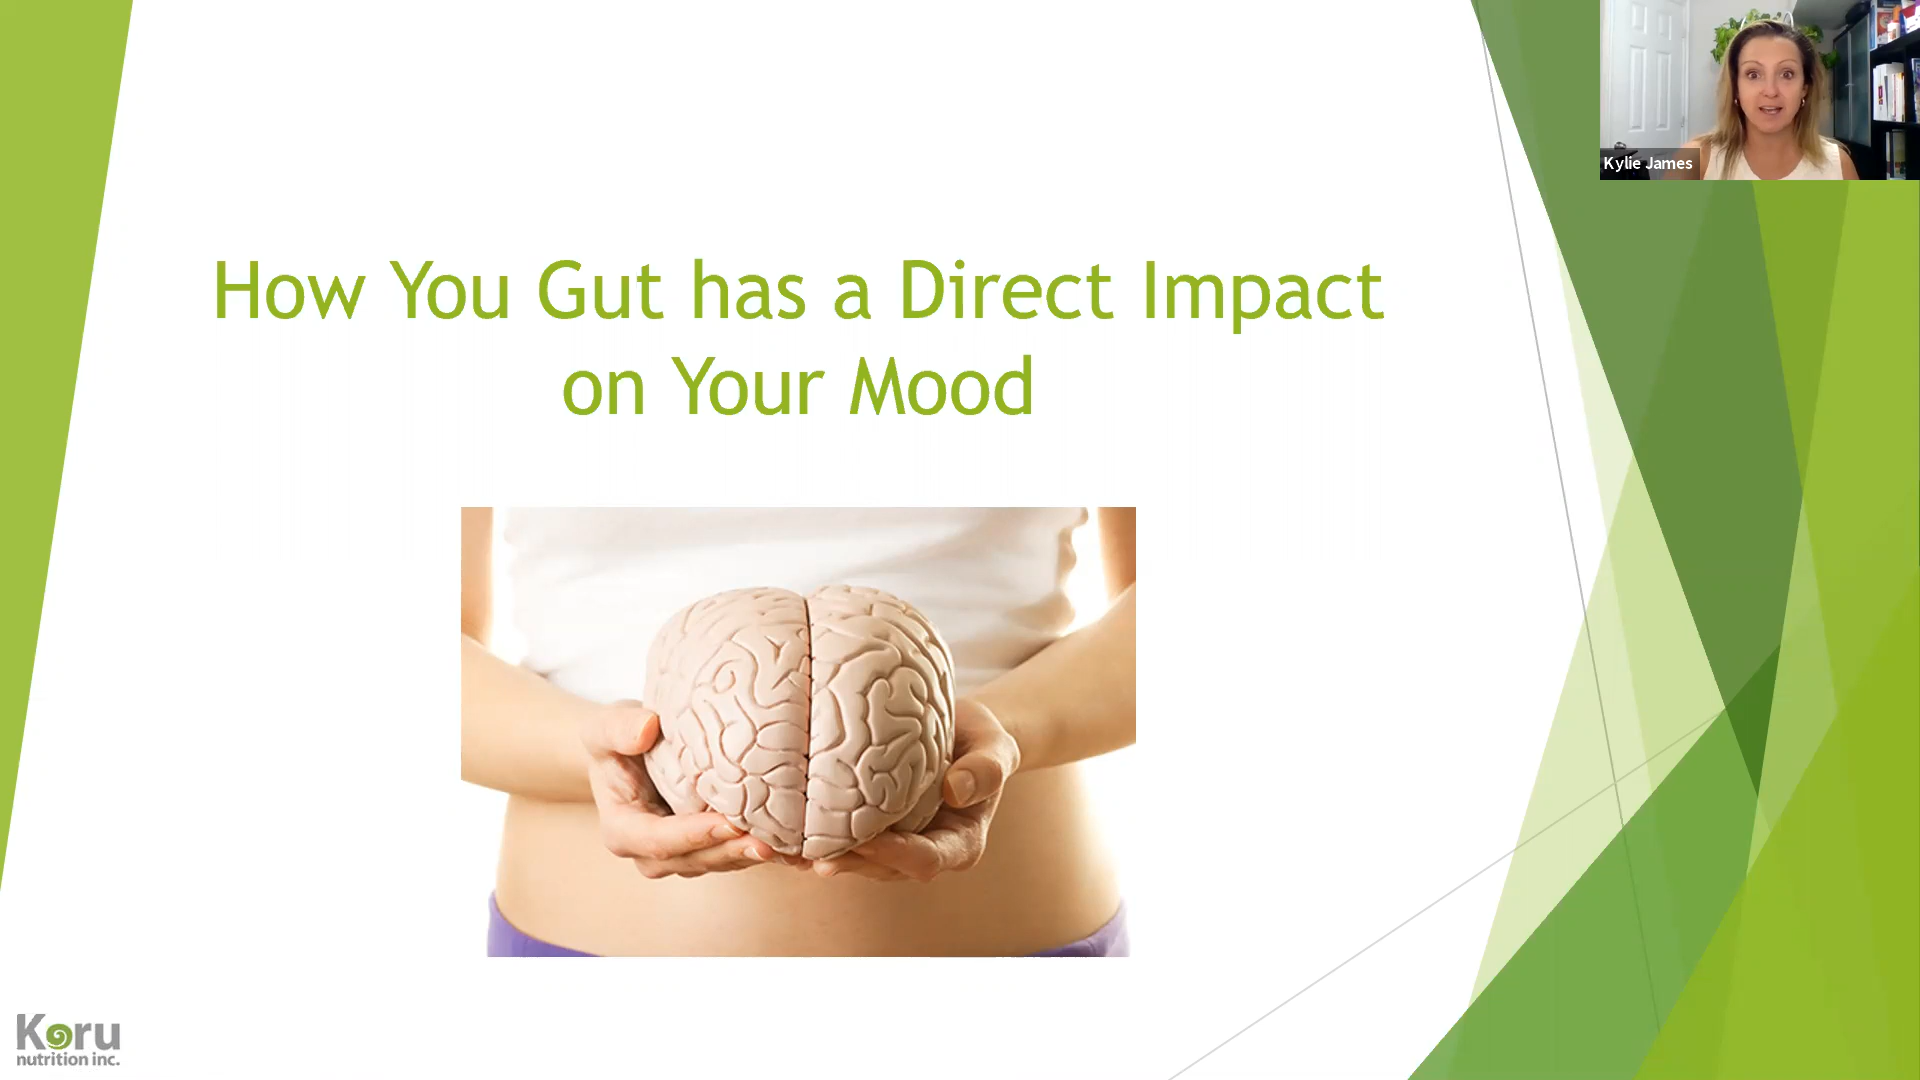 Kylie James
How You Gut has a Direct Impact
on Your Mood
Koru
nutrition inc.